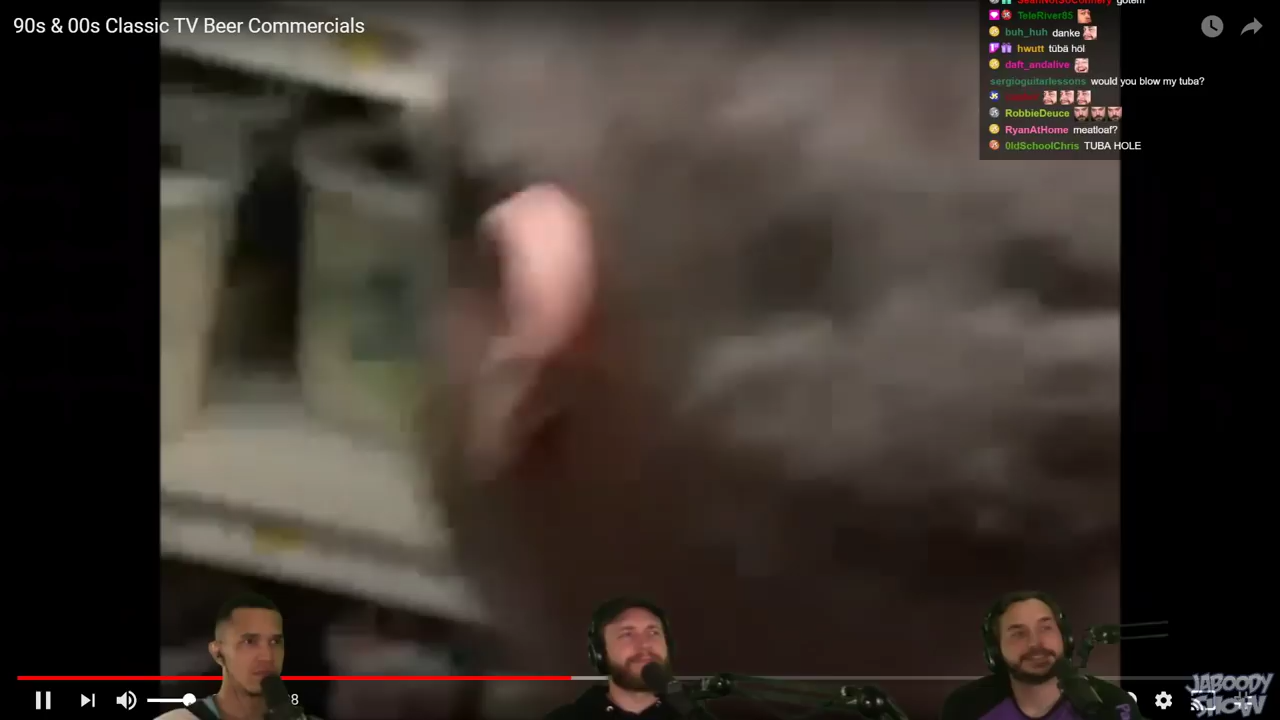 90s & 00s Classic TV Beer Commercials
gotem
TeleRiver85
buh_huh danke
hwutt tübä höl
daft_andalive
sergioguitarlessons would you blow my tuba?
RobbieDeuce
RyanAtHome meatloaf?
0ldSchoolChris TUBA HOLE
8
JABOODY
SHOW